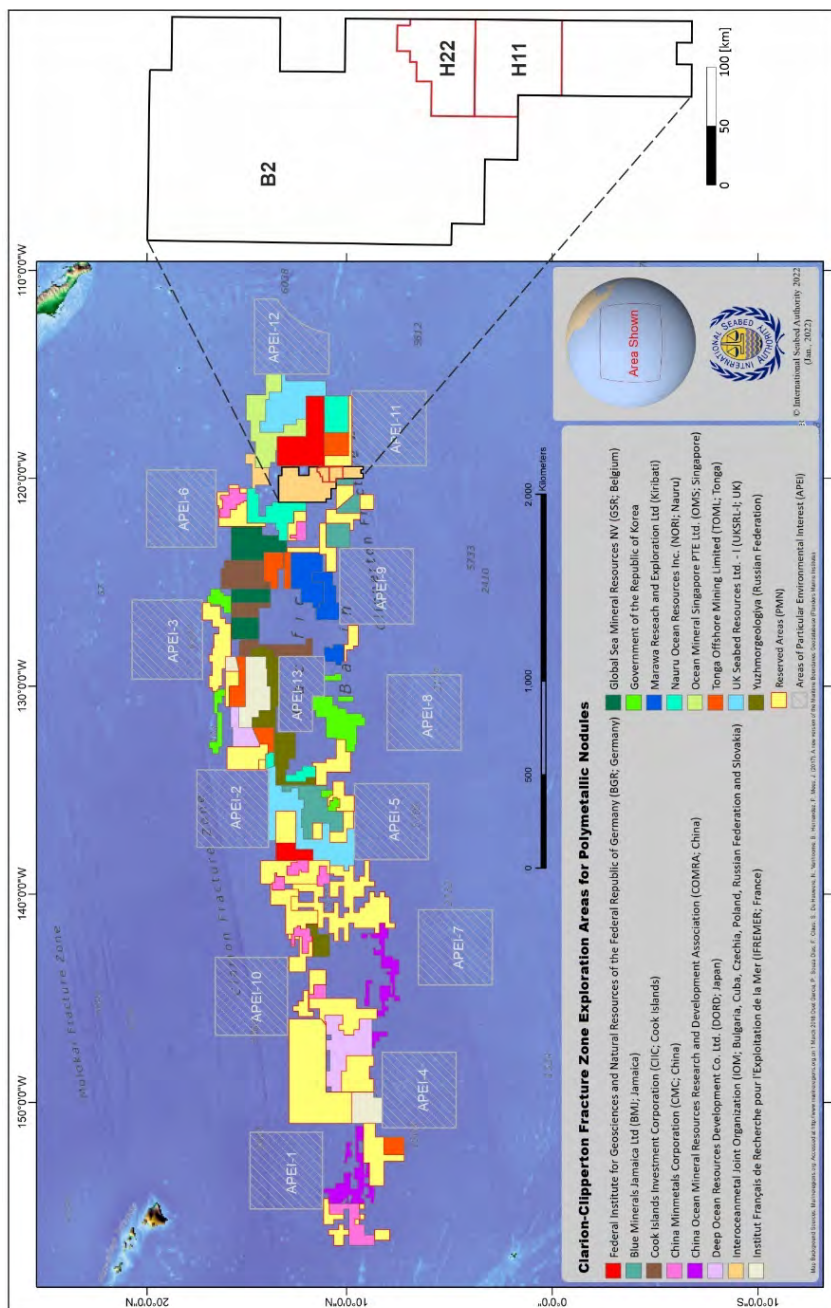 B2
H22
H11
0 50 100 [km]
150°0'0"W
140°0'0"W
130°0'0"W
120°0'0"W
110°0'0"W
20°0'0"N
10°0'0"N
0°0'0"
10°0'0"S
Molokai Fracture Zone
Clarion Fracture Zone
APEI-1
APEI-10
APEI-2
APEI-3
APEI-6
APEI-12
APEI-13
APEI-4
APEI-7
APEI-5
APEI-8
APEI-9
APEI-11
6008
5733
2410
0 500 1,000 2,000
Kilometers
Clarion-Clipperton Fracture Zone Exploration Areas for Polymetallic Nodules
Federal Institute for Geosciences and Natural Resources of the Federal Republic of Germany (BGR; Germany)
Blue Minerals Jamaica Ltd (BMJ; Jamaica)
Cook Islands Investment Corporation (CIIC; Cook Islands)
China Minmetals Corporation (CMC; China)
China Ocean Mineral Resources Research and Development Association (COMRA; China)
Deep Ocean Resources Development Co. Ltd. (DORD; Japan)
Interoceanmetal Joint Organization (IOM; Bulgaria, Cuba, Czechia, Poland, Russian Federation and Slovakia)
Institut Français de Recherche pour l'Exploitation de la Mer (IFREMER; France)
Global Sea Mineral Resources NV (GSR; Belgium)
Government of the Republic of Korea
Marawa Reseach and Exploration Ltd (Kiribati)
Nauru Ocean Resources Inc. (NORI; Nauru)
Ocean Mineral Singapore PTE Ltd. (OMS; Singapore)
Tonga Offshore Mining Limited (TOML; Tonga)
UK Seabed Resources Ltd. - I (UKSRL-I; UK)
Yuzhmorgeologiya (Russian Federation)
Reserved Areas (PMN)
Areas of Particular Environmental Interest (APEI)
Area Shown
INTERNATIONAL SEABED AUTHORITY
© International Seabed Authority 2022
(Jan., 2022)